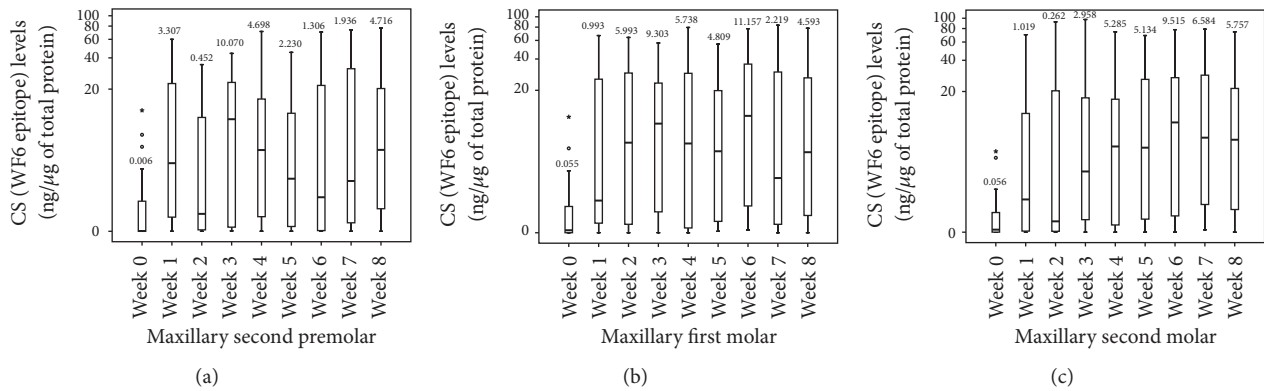 CS (WF6 epitope) levels
(ng/μg of total protein)
100
80
60
40
20
0
0.006
3.307
0.452
10.070
4.698
2.230
1.306
1.936
4.716
Week 0
Week 1
Week 2
Week 3
Week 4
Week 5
Week 6
Week 7
Week 8
Maxillary second premolar
(a)
CS (WF6 epitope) levels
(ng/μg of total protein)
100
80
60
40
20
0
0.055
0.993
5.993
9.303
5.738
4.809
11.157
2.219
4.593
Week 0
Week 1
Week 2
Week 3
Week 4
Week 5
Week 6
Week 7
Week 8
Maxillary first molar
(b)
CS (WF6 epitope) levels
(ng/μg of total protein)
100
80
60
40
20
0
0.056
1.019
0.262
2.958
5.285
5.134
9.515
6.584
5.757
Week 0
Week 1
Week 2
Week 3
Week 4
Week 5
Week 6
Week 7
Week 8
Maxillary second molar
(c)